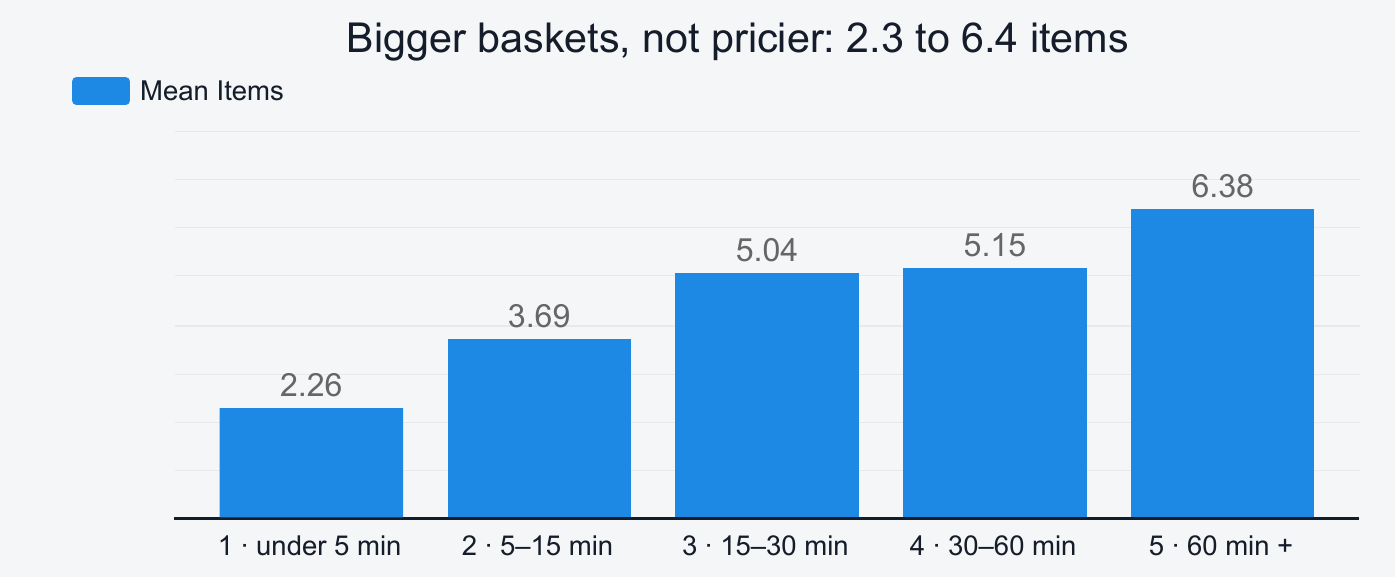 Bigger baskets, not pricier: 2.3 to 6.4 items
Mean Items
2.26
3.69
5.04
5.15
6.38
1 · under 5 min
2 · 5–15 min
3 · 15–30 min
4 · 30–60 min
5 · 60 min +